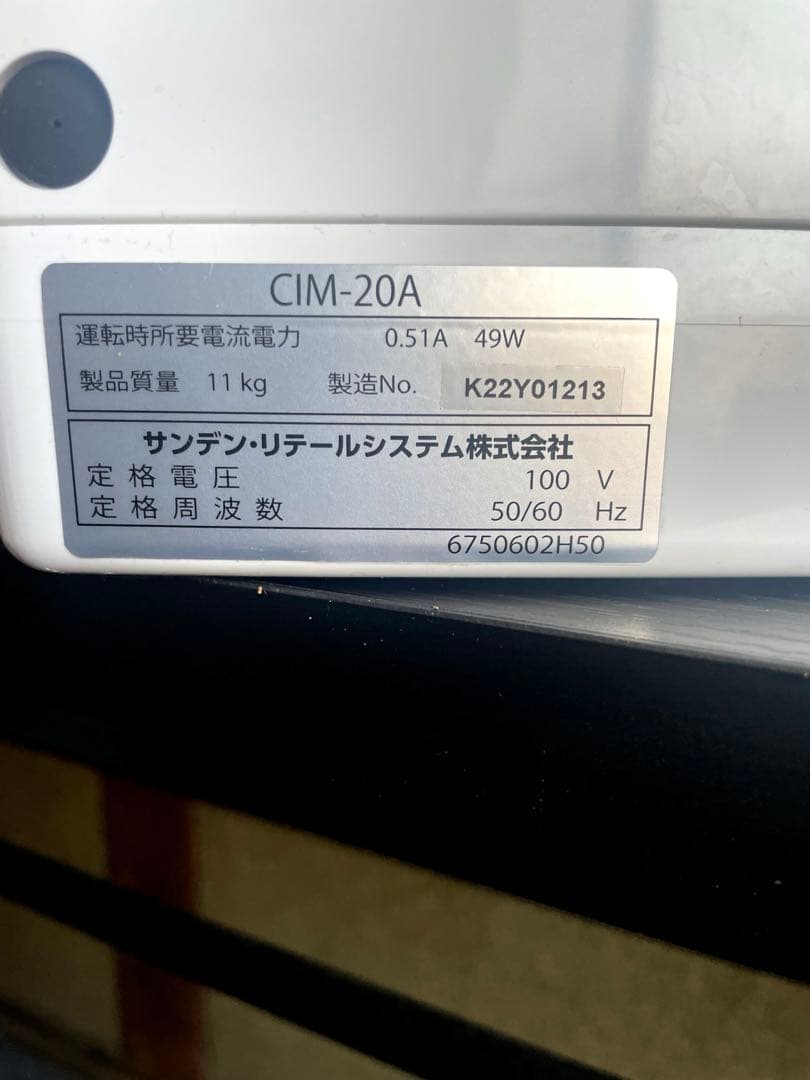 CIM-20A
運転時所要電流電力 0.51A 49W
製品質量 11kg 製造No. K22Y01213
サンデン・リテールシステム株式会社
定格電圧 100 V
定格周波数 50/60 Hz
6750602H50